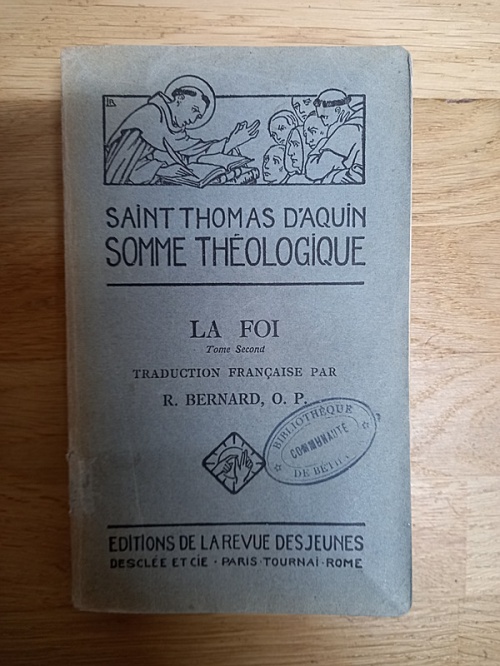 SAINT THOMAS D'AQUIN
SOMME THÉOLOGIQUE
LA FOI
Tome Second
TRADUCTION FRANÇAISE PAR
R. BERNARD, O. P.
BIBLIOTHÈQUE
COMMUNAUTÉ
DE
EDITIONS DE LA REVUE DES JEUNES
DESCLÉE ET CIE · PARIS · TOURNAI · ROME